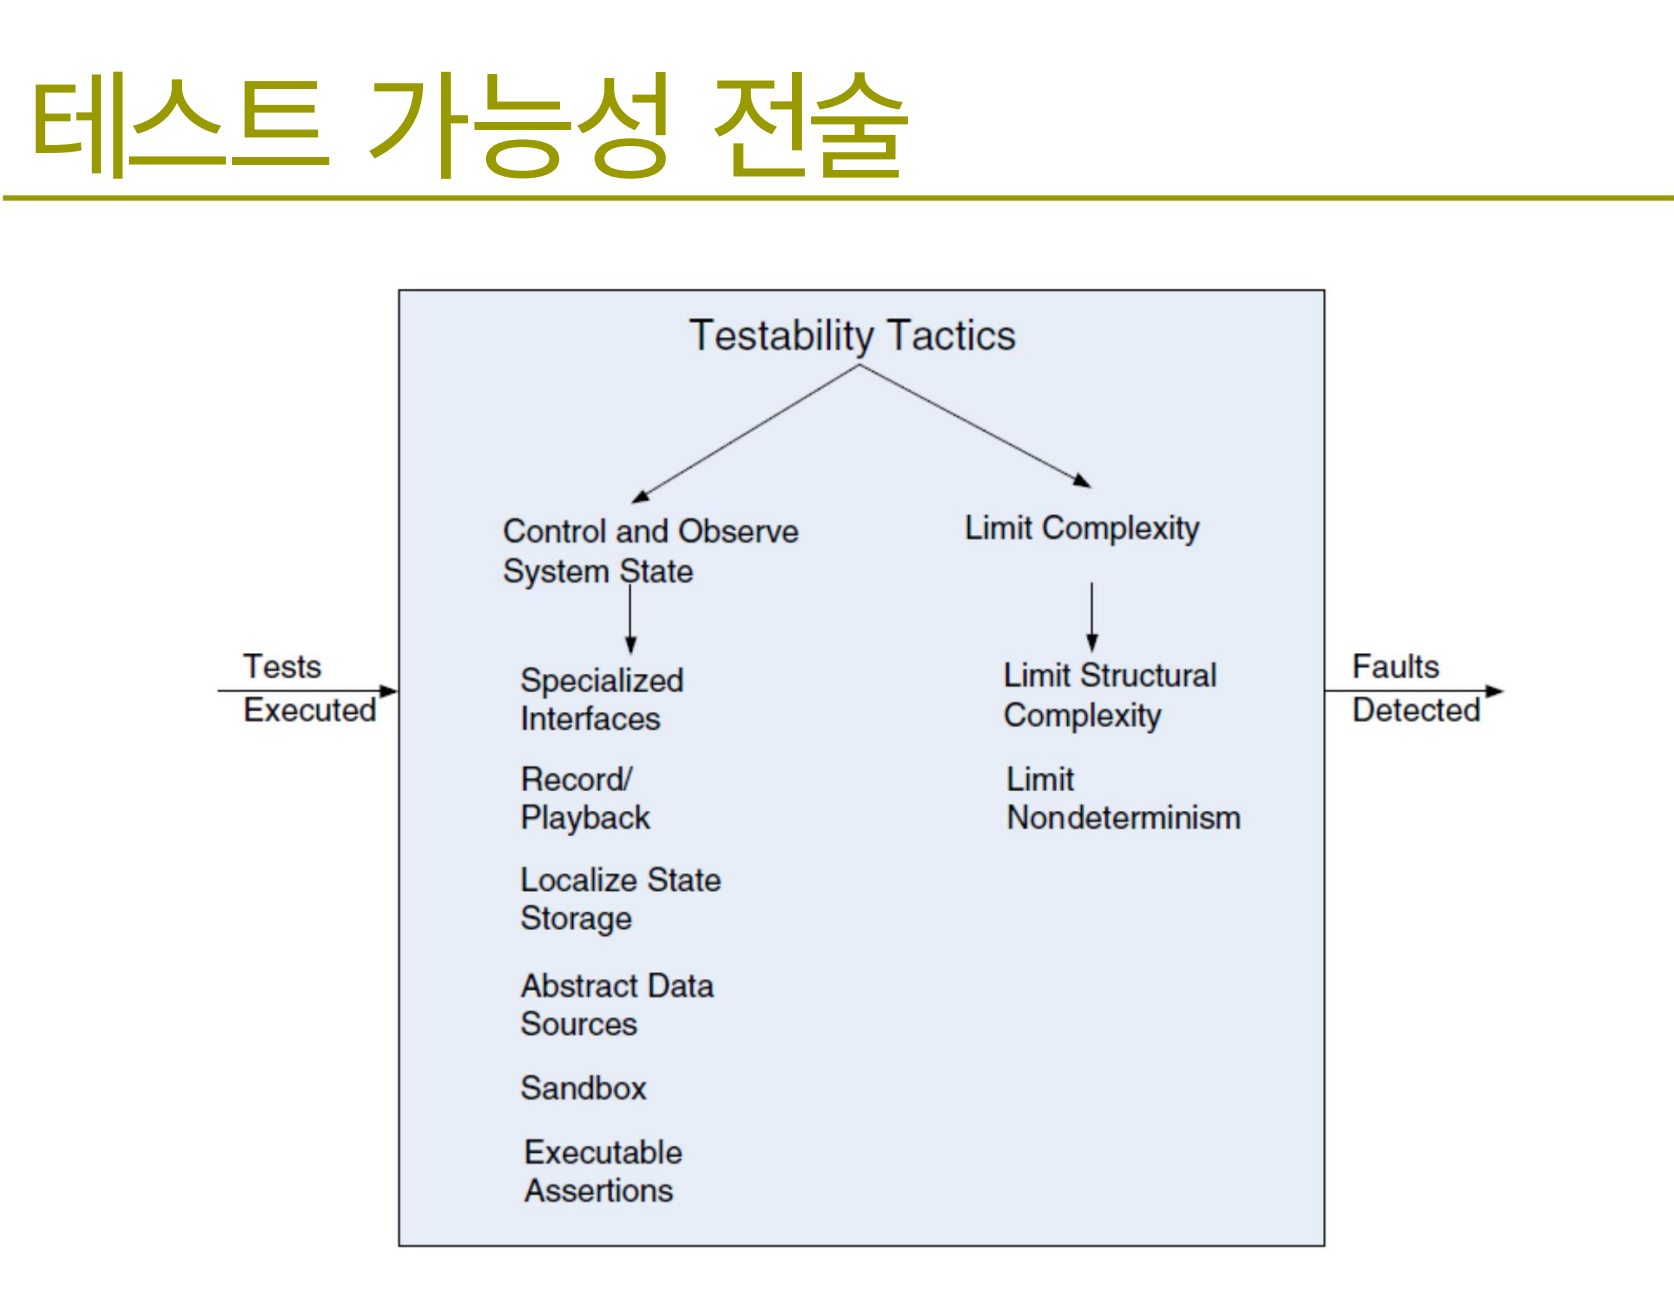 테스트 가능성 전술
Testability Tactics
Control and Observe
System State
Limit Complexity
Tests
Executed
Specialized
Interfaces
Record/
Playback
Localize State
Storage
Abstract Data
Sources
Sandbox
Executable
Assertions
Limit Structural
Complexity
Limit
Nondeterminism
Faults
Detected